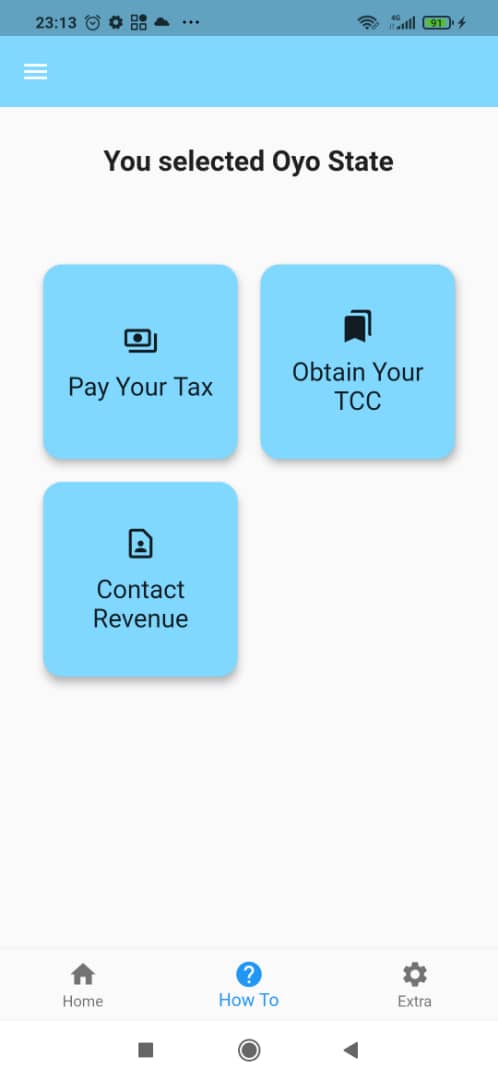 23:13
4G
91
You selected Oyo State
Pay Your Tax
Obtain Your
TCC
Contact
Revenue
Home
How To
Extra